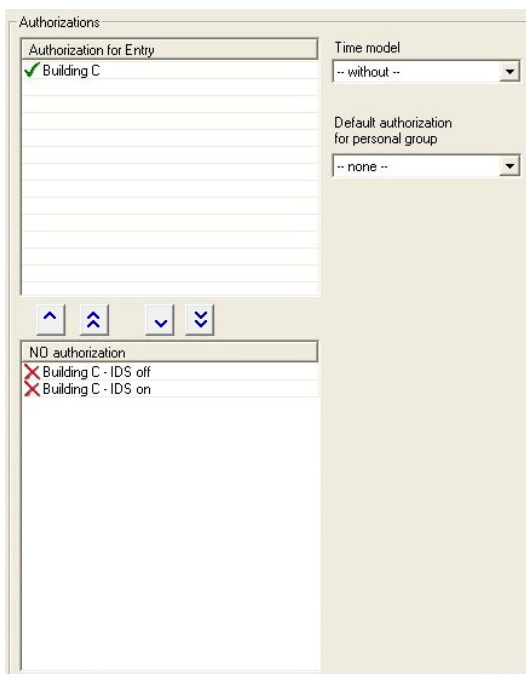 Authorizations
Authorization for Entry
Building C
Time model
-- without --
Default authorization
for personal group
-- none --
NO authorization
Building C - IDS off
Building C - IDS on